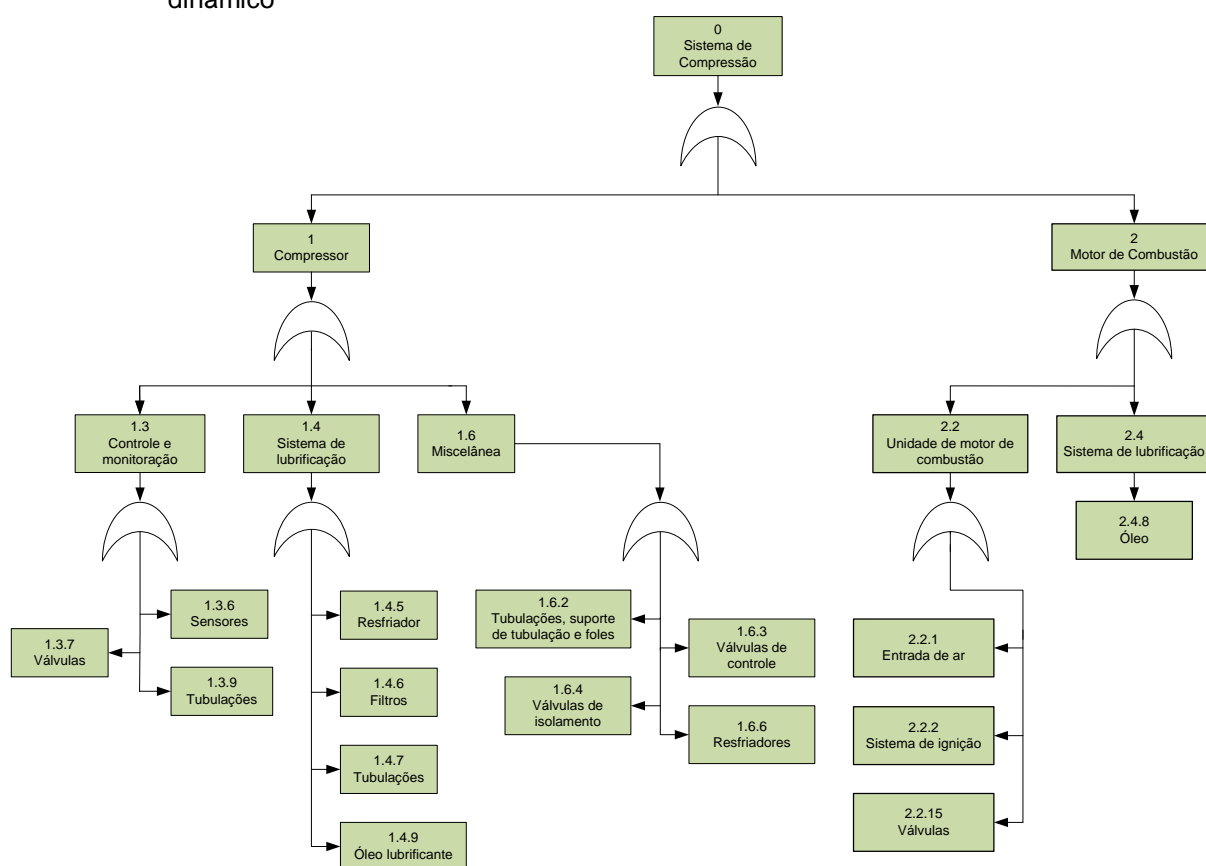 dinâmico
0
Sistema de
Compressão
1
Compressor
2
Motor de Combustão
1.3
Controle e
monitoração
1.4
Sistema de
lubrificação
1.6
Miscelânea
2.2
Unidade de motor de
combustão
2.4
Sistema de lubrificação
2.4.8
Óleo
1.3.6
Sensores
1.3.7
Válvulas
1.3.9
Tubulações
1.4.5
Resfriador
1.4.6
Filtros
1.4.7
Tubulações
1.4.9
Óleo lubrificante
1.6.2
Tubulações, suporte
de tubulação e foles
1.6.3
Válvulas de
controle
1.6.4
Válvulas de
isolamento
1.6.6
Resfriadores
2.2.1
Entrada de ar
2.2.2
Sistema de ignição
2.2.15
Válvulas